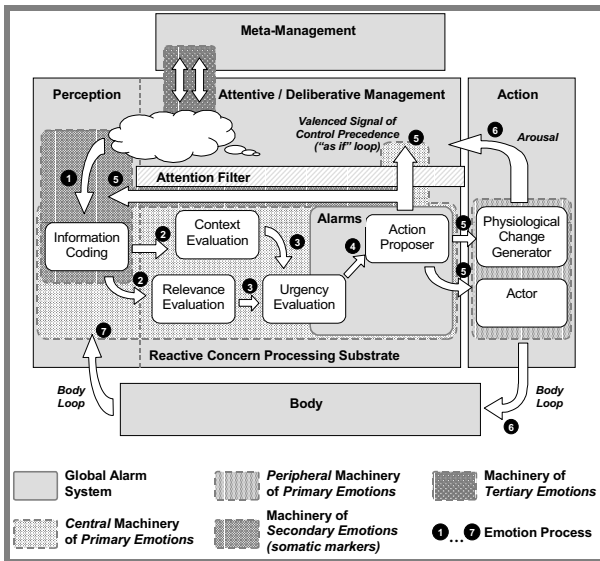 Meta-Management
Perception
Attentive / Deliberative Management
Action
Valenced Signal of
Control Precedence
("as if" loop)
5
6
Arousal
1
5
Attention Filter
Information
Coding
2
Context
Evaluation
3
Alarms
4
Action
Proposer
5
Physiological
Change
Generator
2
Relevance
Evaluation
3
Urgency
Evaluation
5
Actor
7
Reactive Concern Processing Substrate
Body
Loop
Body
Body
Loop
6
Global Alarm
System
Peripheral Machinery
of Primary Emotions
Machinery of
Tertiary Emotions
Central Machinery
of Primary Emotions
Machinery of
Secondary Emotions
(somatic markers)
1 ... 7 Emotion Process